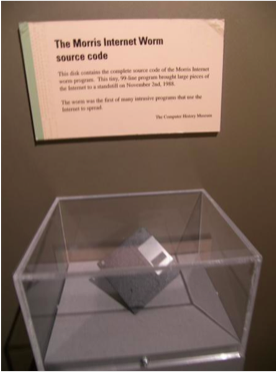 The Morris Internet Worm
source code
This disk contains the complete source code of the Morris Internet
worm program. This tiny, 99-line program brought large pieces of
the Internet to a standstill on November 2nd, 1988.
The worm was the first of many intrusive programs that use the
Internet to spread.
The Computer History Museum